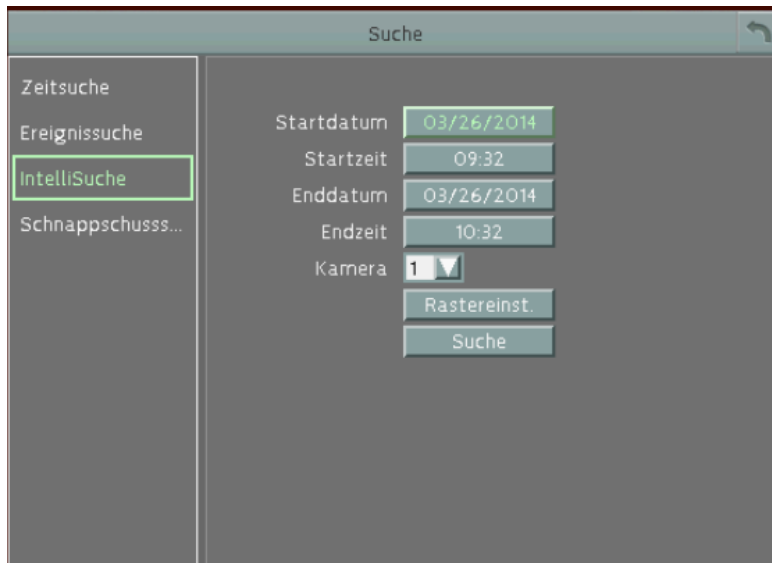 Suche
Zeitsuche
Ereignissuche
IntelliSuche
Schnappschusss...
Startdatum 03/26/2014
Startzeit 09:32
Enddatum 03/26/2014
Endzeit 10:32
Kamera 1
Rastereinst.
Suche